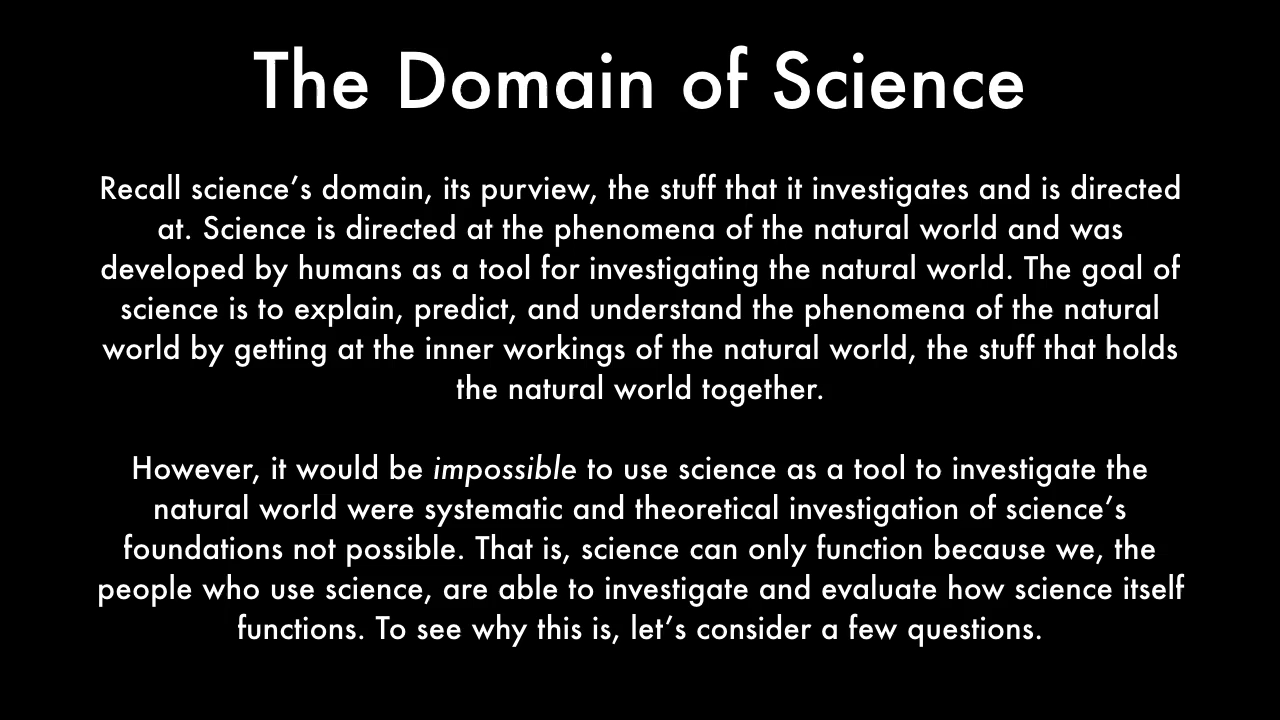 The Domain of Science
Recall science’s domain, its purview, the stuff that it investigates and is directed
at. Science is directed at the phenomena of the natural world and was
developed by humans as a tool for investigating the natural world. The goal of
science is to explain, predict, and understand the phenomena of the natural
world by getting at the inner workings of the natural world, the stuff that holds
the natural world together.
However, it would be impossible to use science as a tool to investigate the
natural world were systematic and theoretical investigation of science’s
foundations not possible. That is, science can only function because we, the
people who use science, are able to investigate and evaluate how science itself
functions. To see why this is, let’s consider a few questions.